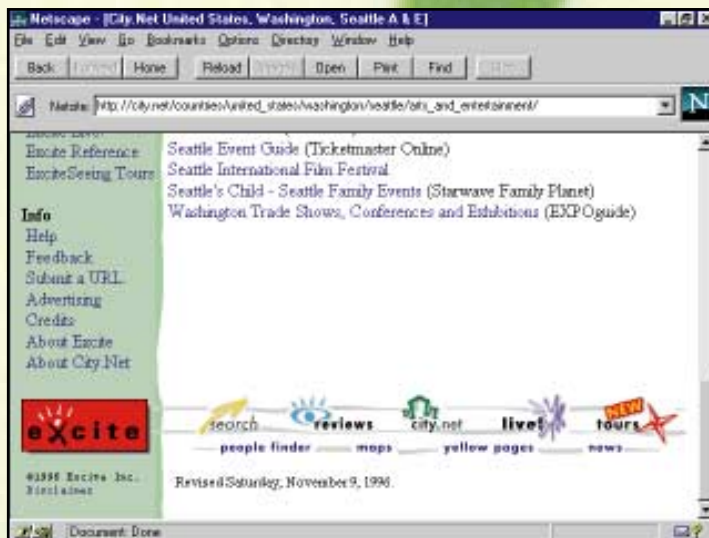 Netscape - [City.Net United States, Washington, Seattle A & E]
File Edit View Go Bookmarks Options Directory Window Help
Back Forward Home Reload Open Print Find
Netsite: http://city.net/countries/united_states/washington/seattle/arts_and_entertainment/
Excite Reference
ExciteSeeing Tours
Info
Help
Feedback
Submit a URL
Advertising
Credits
About Excite
About City.Net
Seattle Event Guide (Ticketmaster Online)
Seattle International Film Festival
Seattle's Child - Seattle Family Events (Starwave Family Planet)
Washington Trade Shows, Conferences and Exhibitions (EXPOguide)
excite
search reviews city.net live! NEW tours
people finder maps yellow pages news
©1996 Excite Inc.
Disclaimer
Revised Saturday, November 9, 1996.
N
Document: Done